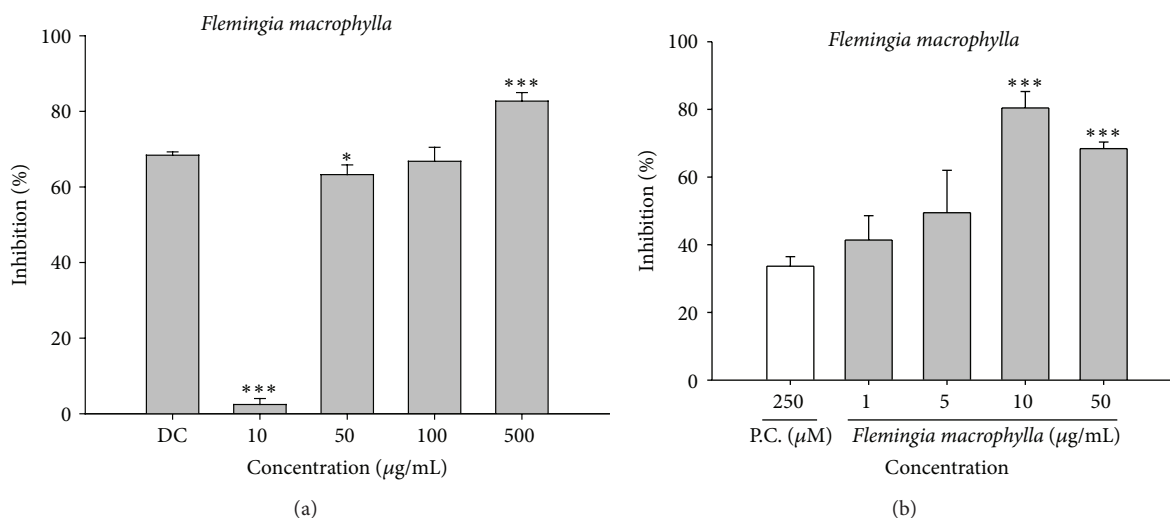 Flemingia macrophylla
100
80
60
40
20
0
Inhibition (%)
***
*
***
DC 10 50 100 500
Concentration (µg/mL)
(a)
Flemingia macrophylla
100
80
60
40
20
0
Inhibition (%)
***
***
250 1 5 10 50
P.C. (µM) Flemingia macrophylla (µg/mL)
Concentration
(b)